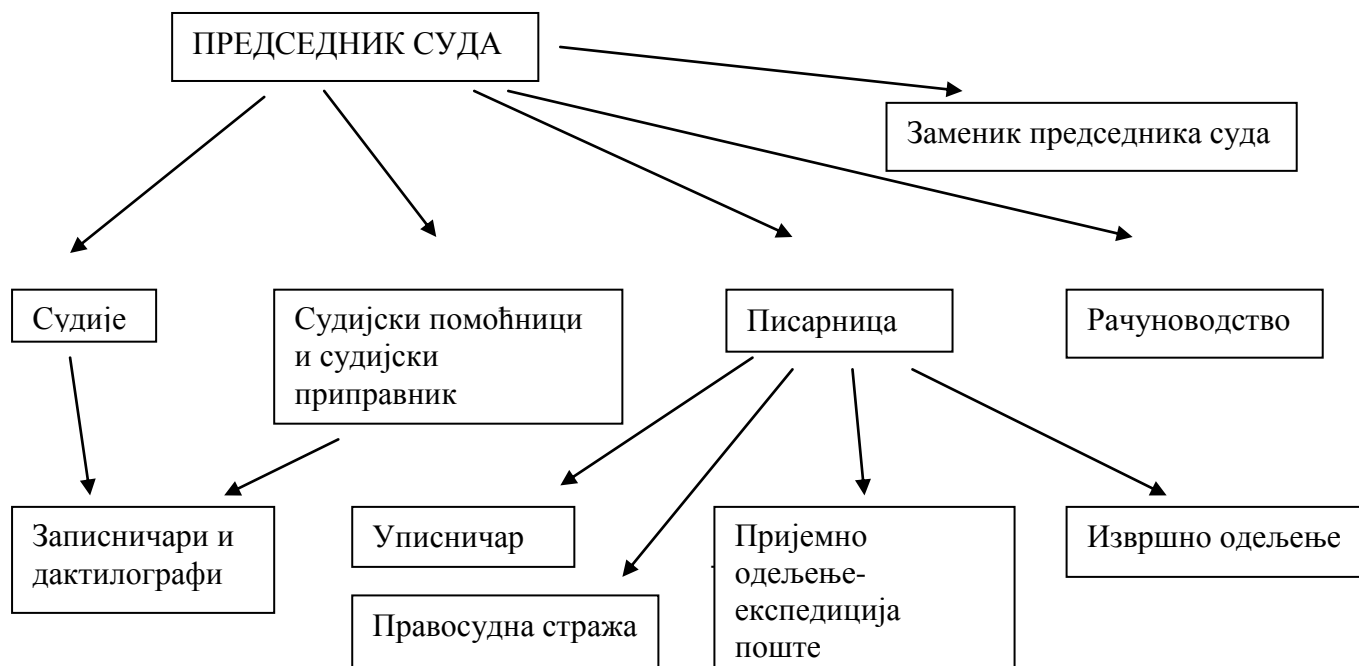 ПРЕДСЕДНИК СУДА
Заменик председника суда
Судије
Судијски помоћници
и судијски
приправник
Писарница
Рачуноводство
Записничари и
дактилографи
Уписничар
Правосудна стража
Пријемно
одељење-
експедиција
поште
Извршно одељење